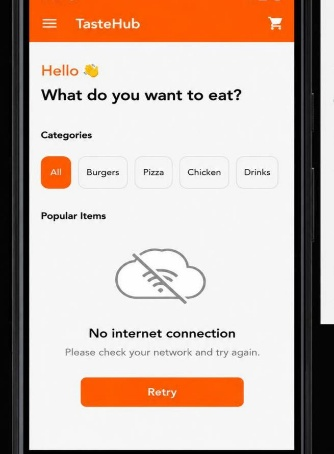 TasteHub
Hello 👋
What do you want to eat?
Categories
All Burgers Pizza Chicken Drinks
Popular Items
No internet connection
Please check your network and try again.
Retry